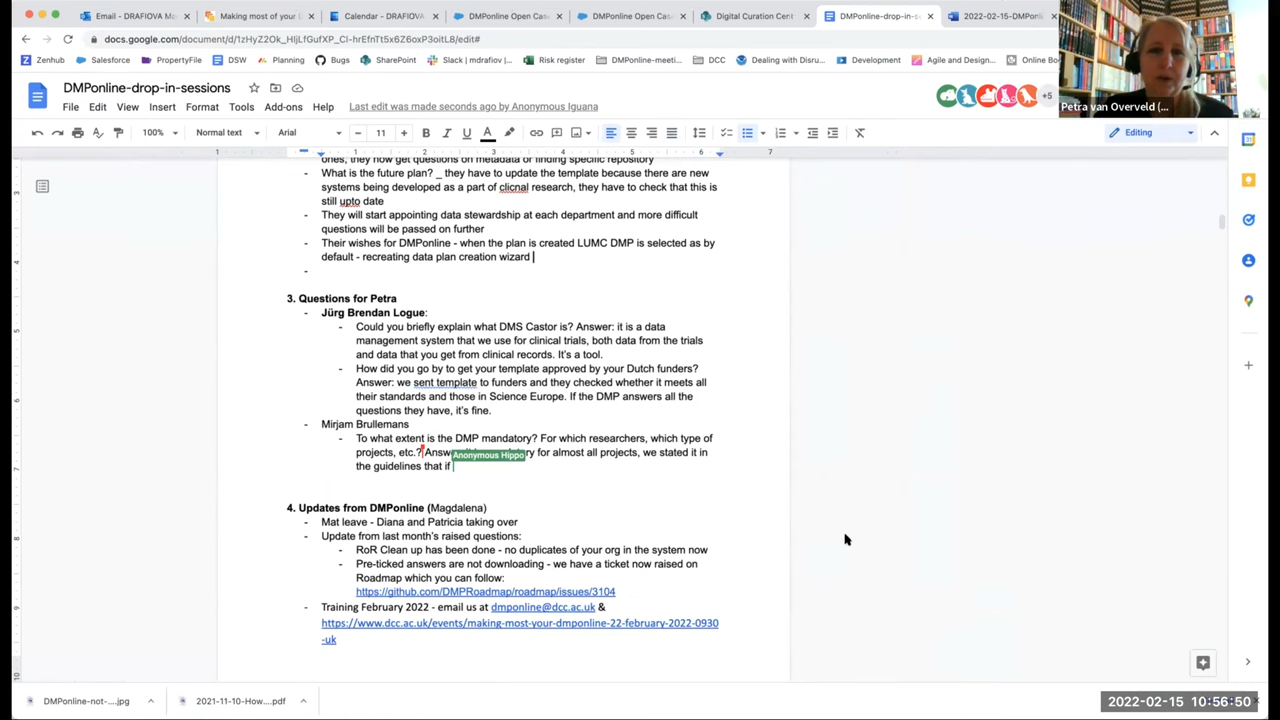 Email - DRAFIOVA Ma
Making most of your D
Calendar - DRAFIOVA
DMPonline Open Case
DMPonline Open Case
Digital Curation Cent
DMPonline-drop-in-se
2022-02-15-DMPonli
docs.google.com/document/d/1zHyZ2Ok_HIjLfGufXP_CI-hrEfnTt5x6Z6oxP3oitL8/edit#
Zenhub
Salesforce
PropertyFile
DSW
Planning
Bugs
SharePoint
Slack | mdrafiov...
Risk register
DMPonline-meeti...
DCC
Dealing with Disru...
Development
Agile and Design...
Online Bo
DMPonline-drop-in-sessions
File Edit View Insert Format Tools Add-ons Help Last edit was made seconds ago by Anonymous Iguana
+5
Petra van Overveld (...
100% Normal text Arial 11 Editing
ones, they now get questions on metadata or finding specific repository
- What is the future plan? _ they have to update the template because there are new
systems being developed as a part of clicnal research, they have to check that this is
still upto date
- They will start appointing data stewardship at each department and more difficult
questions will be passed on further
- Their wishes for DMPonline - when the plan is created LUMC DMP is selected as by
default - recreating data plan creation wizard
-
3. Questions for Petra
- Jürg Brendan Logue:
- Could you briefly explain what DMS Castor is? Answer: it is a data
management system that we use for clinical trials, both data from the trials
and data that you get from clinical records. It's a tool.
- How did you go by to get your template approved by your Dutch funders?
Answer: we sent template to funders and they checked whether it meets all
their standards and those in Science Europe. If the DMP answers all the
questions they have, it's fine.
- Mirjam Brullemans
- To what extent is the DMP mandatory? For which researchers, which type of
projects, etc.? Answ
Anonymous Hippo
ry for almost all projects, we stated it in
the guidelines that if
4. Updates from DMPonline (Magdalena)
- Mat leave - Diana and Patricia taking over
- Update from last month's raised questions:
- RoR Clean up has been done - no duplicates of your org in the system now
- Pre-ticked answers are not downloading - we have a ticket now raised on
Roadmap which you can follow:
https://github.com/DMPRoadmap/roadmap/issues/3104
- Training February 2022 - email us at dmponline@dcc.ac.uk &
https://www.dcc.ac.uk/events/making-most-your-dmponline-22-february-2022-0930
-uk
DMPonline-not-....jpg
2021-11-10-How....pdf
2022-02-15 10:56:50